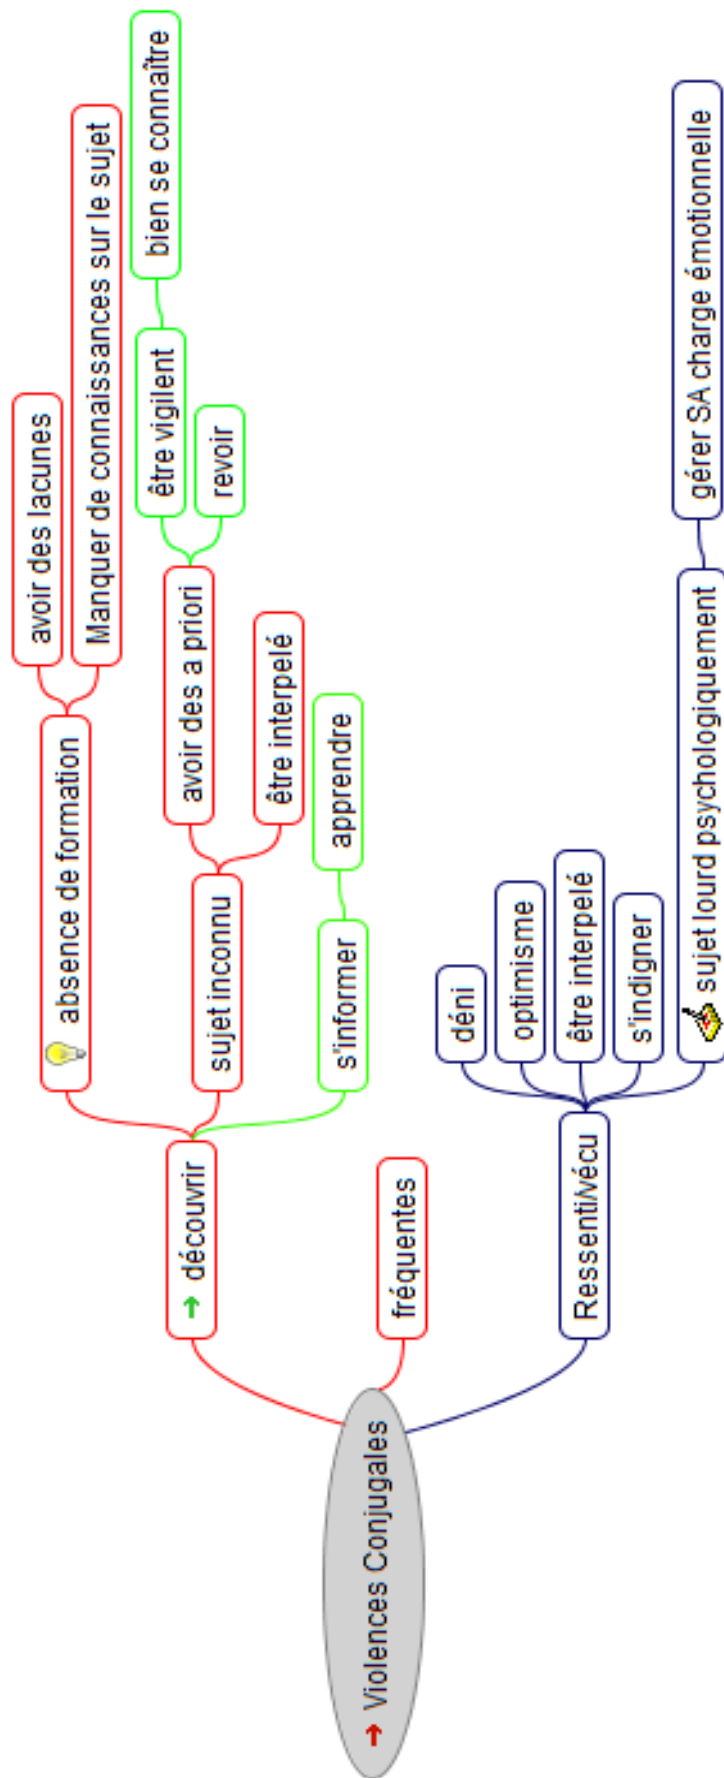 Violences Conjugales
découvrir
absence de formation
avoir des lacunes
Manquer de connaissances sur le sujet
sujet inconnu
avoir des a priori
être vigilent
bien se connaître
revoir
être interpelé
s'informer
apprendre
fréquentes
Ressenti/vécu
déni
optimisme
être interpelé
s'indigner
sujet lourd psychologiquement
gérer SA charge émotionnelle